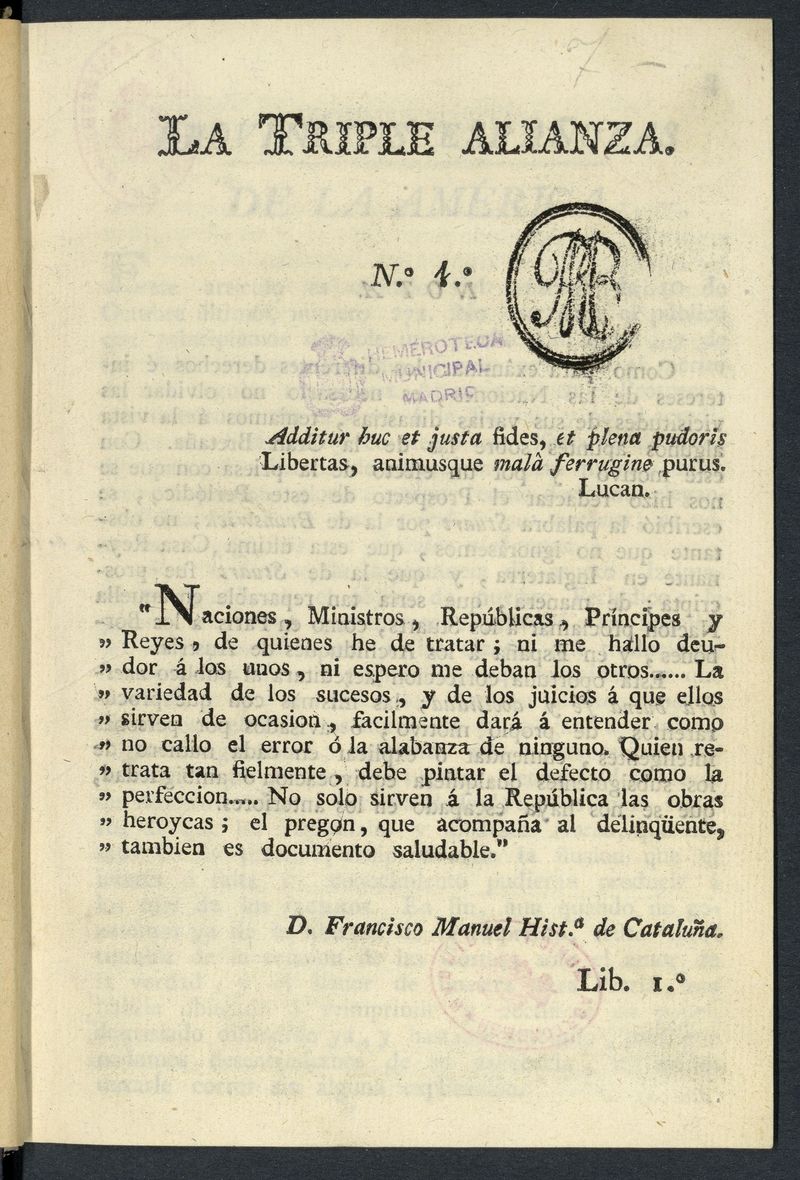 7 -
LA TRIPLE ALIANZA.
N.º 1.º
HEMEROTECA
MUNICIPAL
MADRID
Additur huc et justa fides, et plena pudoris
Libertas, animusque malâ ferrugine purus.
Lucan.
"Naciones, Ministros, Repúblicas, Príncipes y
„ Reyes, de quienes he de tratar; ni me hallo deu-
„ dor á los unos, ni espero me deban los otros...... La
„ variedad de los sucesos, y de los juicios á que ellos
„ sirven de ocasion, facilmente dará á entender como
„ no callo el error ó la alabanza de ninguno. Quien re-
„ trata tan fielmente, debe pintar el defecto como la
„ perfeccion..... No solo sirven á la República las obras
„ heroycas; el pregon, que acompaña al delinqüente,
„ tambien es documento saludable."
D. Francisco Manuel Hist.ª de Cataluña.
Lib. 1.º